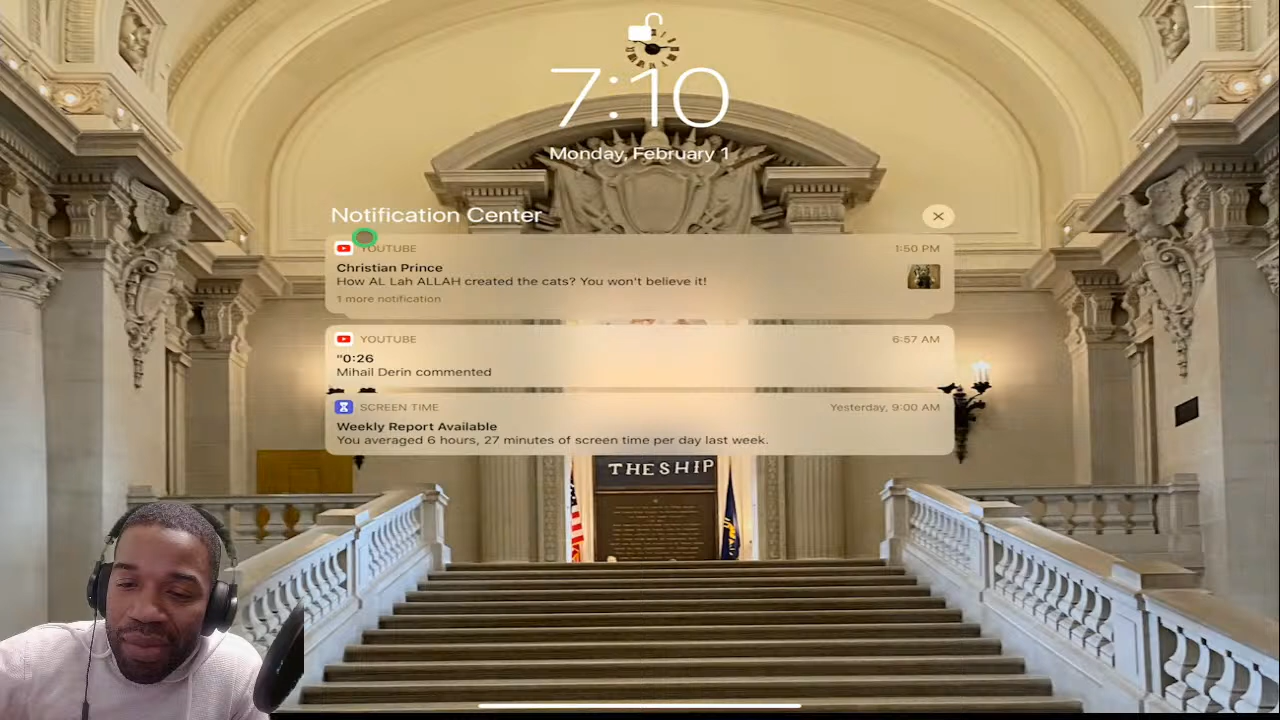 7:10
Monday, February 1
Notification Center
YOUTUBE
1:50 PM
Christian Prince
How AL Lah ALLAH created the cats? You won't believe it!
1 more notification
YOUTUBE
6:57 AM
"0:26
Mihail Derin commented
SCREEN TIME
Yesterday, 9:00 AM
Weekly Report Available
You averaged 6 hours, 27 minutes of screen time per day last week.
THE SHIP